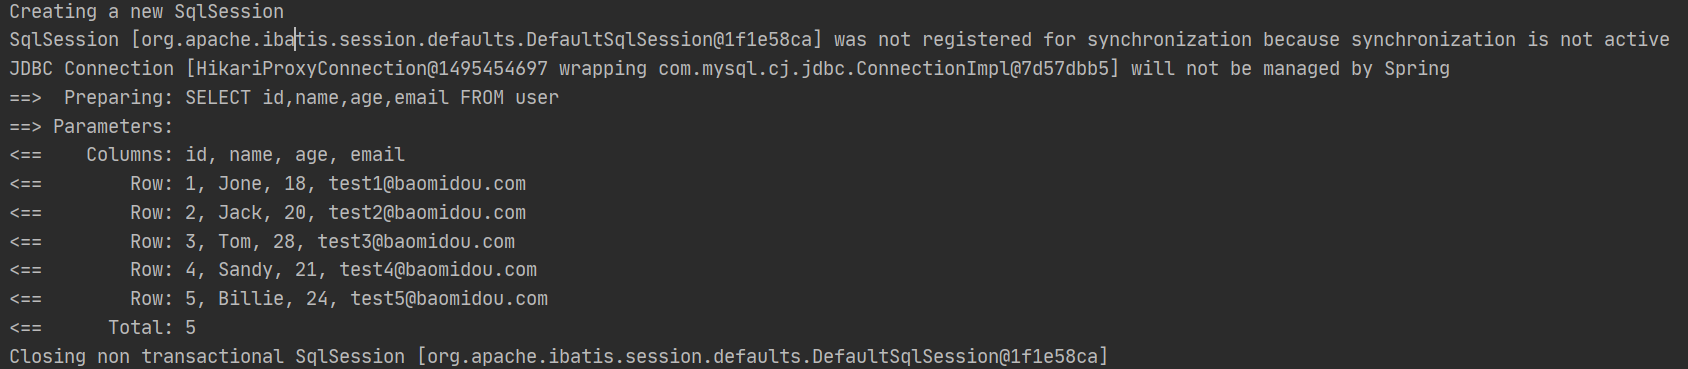 Creating a new SqlSession
SqlSession [org.apache.ibatis.session.defaults.DefaultSqlSession@1f1e58ca] was not registered for synchronization because synchronization is not active
JDBC Connection [HikariProxyConnection@1495454697 wrapping com.mysql.cj.jdbc.ConnectionImpl@7d57dbb5] will not be managed by Spring
==>  Preparing: SELECT id,name,age,email FROM user
==> Parameters:
<==    Columns: id, name, age, email
<==        Row: 1, Jone, 18, test1@baomidou.com
<==        Row: 2, Jack, 20, test2@baomidou.com
<==        Row: 3, Tom, 28, test3@baomidou.com
<==        Row: 4, Sandy, 21, test4@baomidou.com
<==        Row: 5, Billie, 24, test5@baomidou.com
<==      Total: 5
Closing non transactional SqlSession [org.apache.ibatis.session.defaults.DefaultSqlSession@1f1e58ca]